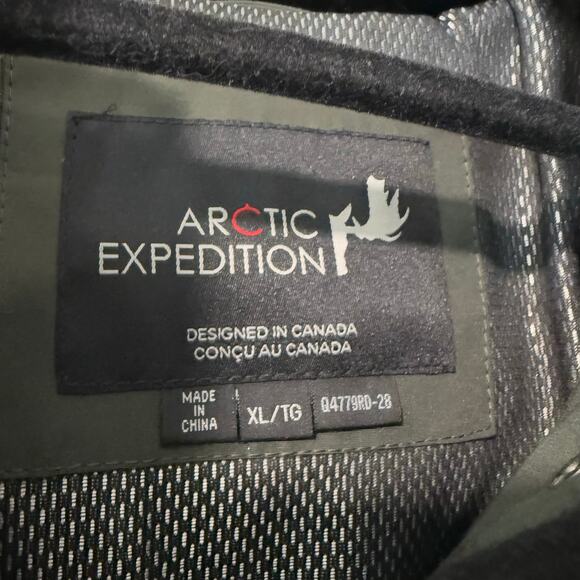 ARCTIC
EXPEDITION
DESIGNED IN CANADA
CONÇU AU CANADA
MADE
IN
CHINA
XL/TG
Q4779RD-28